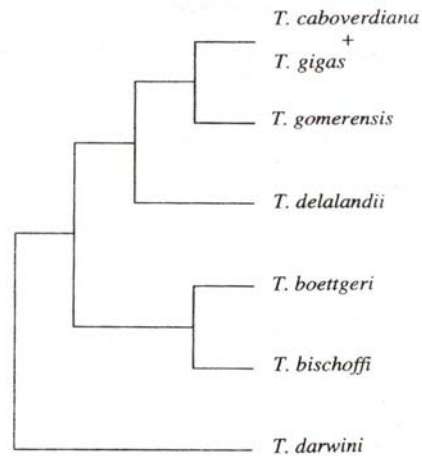 T. caboverdiana
+
T. gigas
T. gomerensis
T. delalandii
T. boettgeri
T. bischoffi
T. darwini